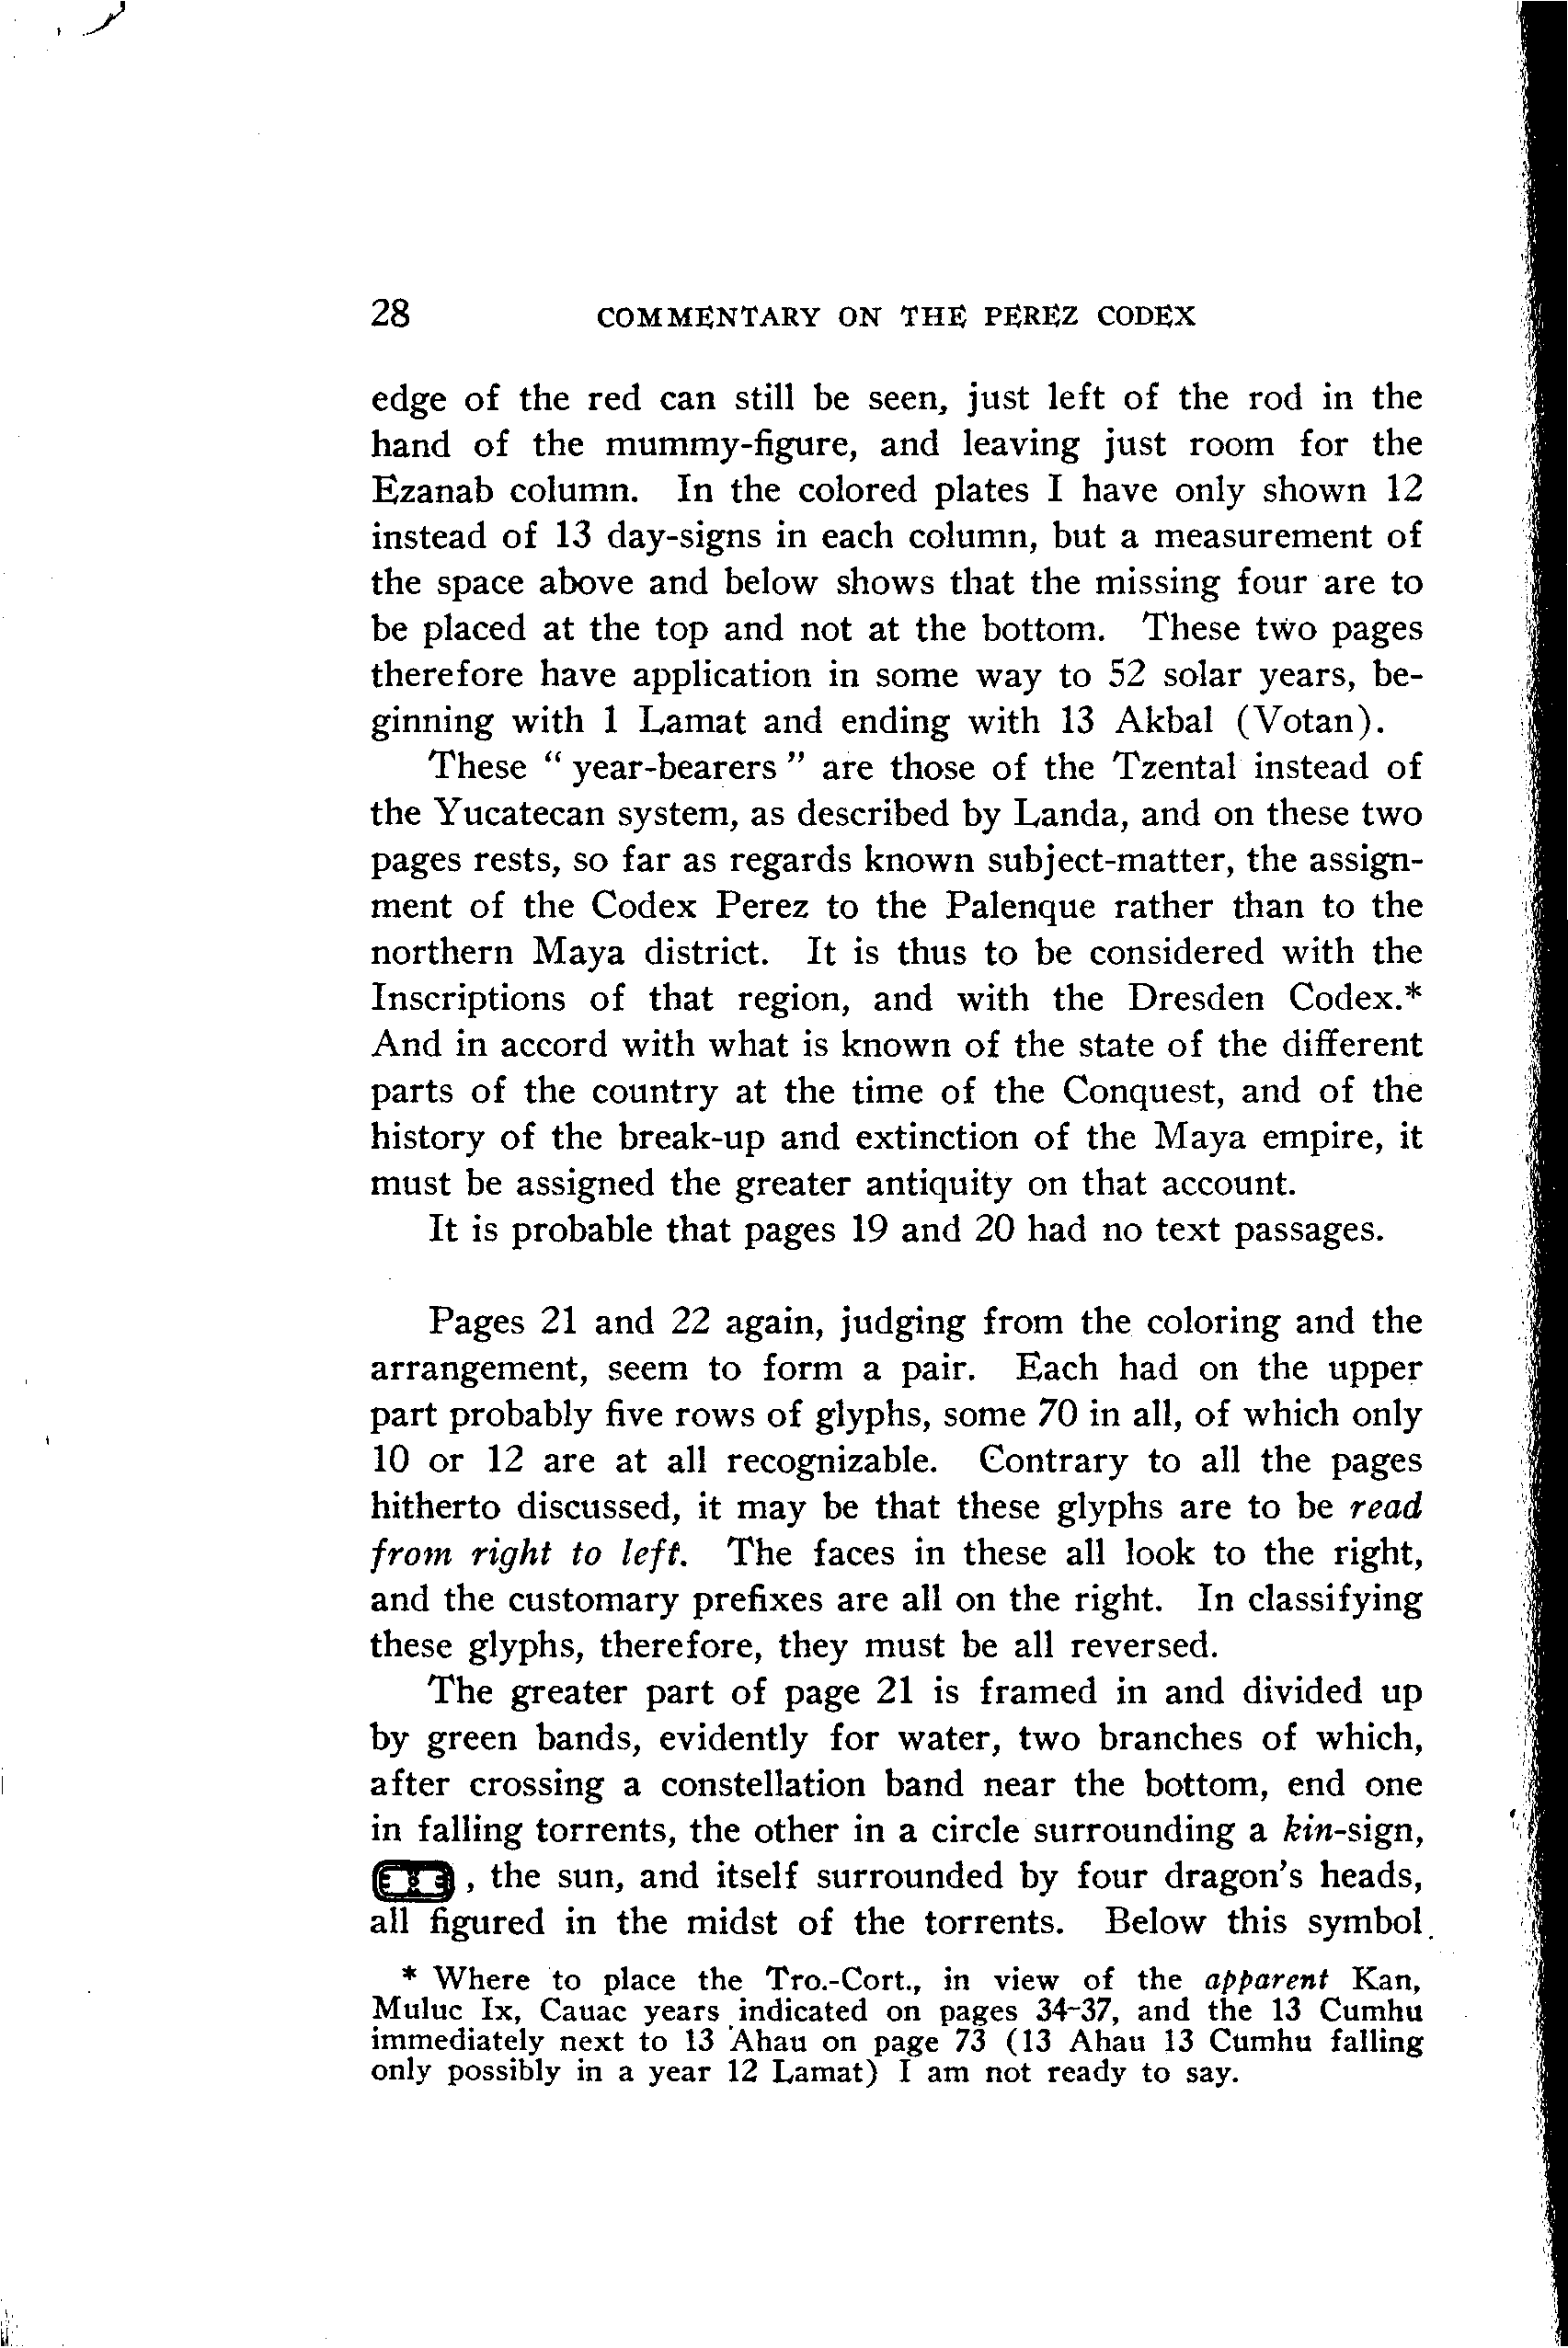 28 COMMENTARY ON THE PEREZ CODEX
edge of the red can still be seen, just left of the rod in the
hand of the mummy-figure, and leaving just room for the
Ezanab column. In the colored plates I have only shown 12
instead of 13 day-signs in each column, but a measurement of
the space above and below shows that the missing four are to
be placed at the top and not at the bottom. These two pages
therefore have application in some way to 52 solar years, be-
ginning with 1 Lamat and ending with 13 Akbal (Votan).
These " year-bearers " are those of the Tzental instead of
the Yucatecan system, as described by Landa, and on these two
pages rests, so far as regards known subject-matter, the assign-
ment of the Codex Perez to the Palenque rather than to the
northern Maya district. It is thus to be considered with the
Inscriptions of that region, and with the Dresden Codex.*
And in accord with what is known of the state of the different
parts of the country at the time of the Conquest, and of the
history of the break-up and extinction of the Maya empire, it
must be assigned the greater antiquity on that account.
It is probable that pages 19 and 20 had no text passages.
Pages 21 and 22 again, judging from the coloring and the
arrangement, seem to form a pair. Each had on the upper
part probably five rows of glyphs, some 70 in all, of which only
10 or 12 are at all recognizable. Contrary to all the pages
hitherto discussed, it may be that these glyphs are to be read
from right to left. The faces in these all look to the right,
and the customary prefixes are all on the right. In classifying
these glyphs, therefore, they must be all reversed.
The greater part of page 21 is framed in and divided up
by green bands, evidently for water, two branches of which,
after crossing a constellation band near the bottom, end one
in falling torrents, the other in a circle surrounding a kin-sign,
, the sun, and itself surrounded by four dragon's heads,
all figured in the midst of the torrents. Below this symbol
* Where to place the Tro.-Cort., in view of the apparent Kan,
Muluc Ix, Cauac years indicated on pages 34-37, and the 13 Cumhu
immediately next to 13 Ahau on page 73 (13 Ahau 13 Cumhu falling
only possibly in a year 12 Lamat) I am not ready to say.